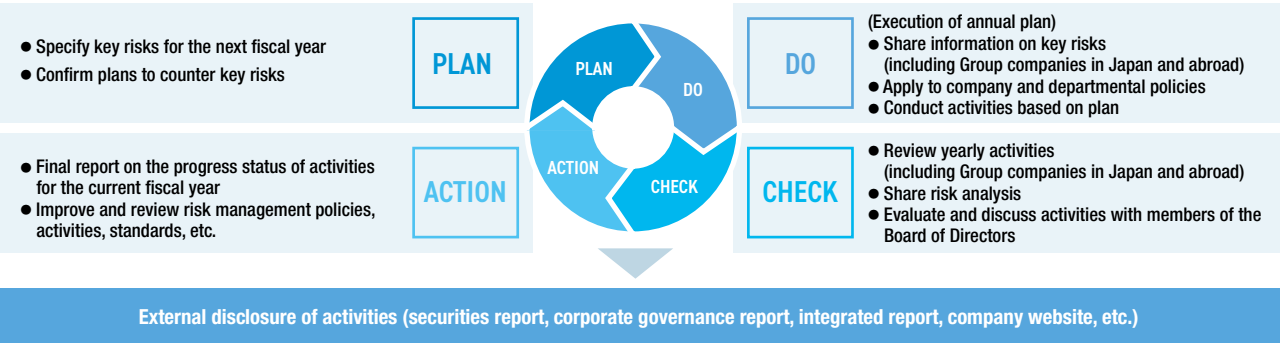 ● Specify key risks for the next fiscal year
● Confirm plans to counter key risks
PLAN
PLAN
DO
CHECK
ACTION
DO
(Execution of annual plan)
● Share information on key risks
(including Group companies in Japan and abroad)
● Apply to company and departmental policies
● Conduct activities based on plan
● Final report on the progress status of activities
for the current fiscal year
● Improve and review risk management policies,
activities, standards, etc.
ACTION
CHECK
● Review yearly activities
(including Group companies in Japan and abroad)
● Share risk analysis
● Evaluate and discuss activities with members of the
Board of Directors
External disclosure of activities (securities report, corporate governance report, integrated report, company website, etc.)